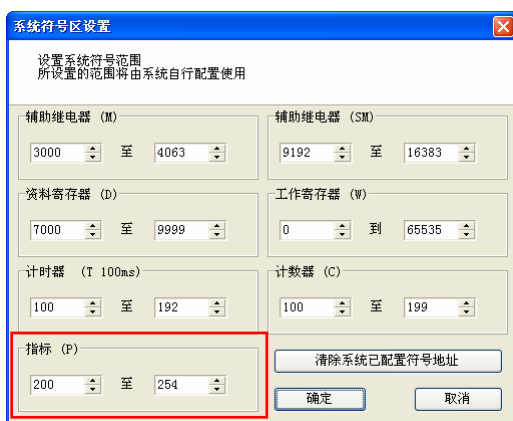 系统符号区设置
设置系统符号范围
所设置的范围将由系统自行配置使用
辅助继电器 (M)
3000 至 4063
辅助继电器 (SM)
9192 至 16383
资料寄存器 (D)
7000 至 9999
工作寄存器 (W)
0 到 65535
计时器 (T 100ms)
100 至 192
计数器 (C)
100 至 199
指标 (P)
200 至 254
清除系统已配置符号地址
确定 取消